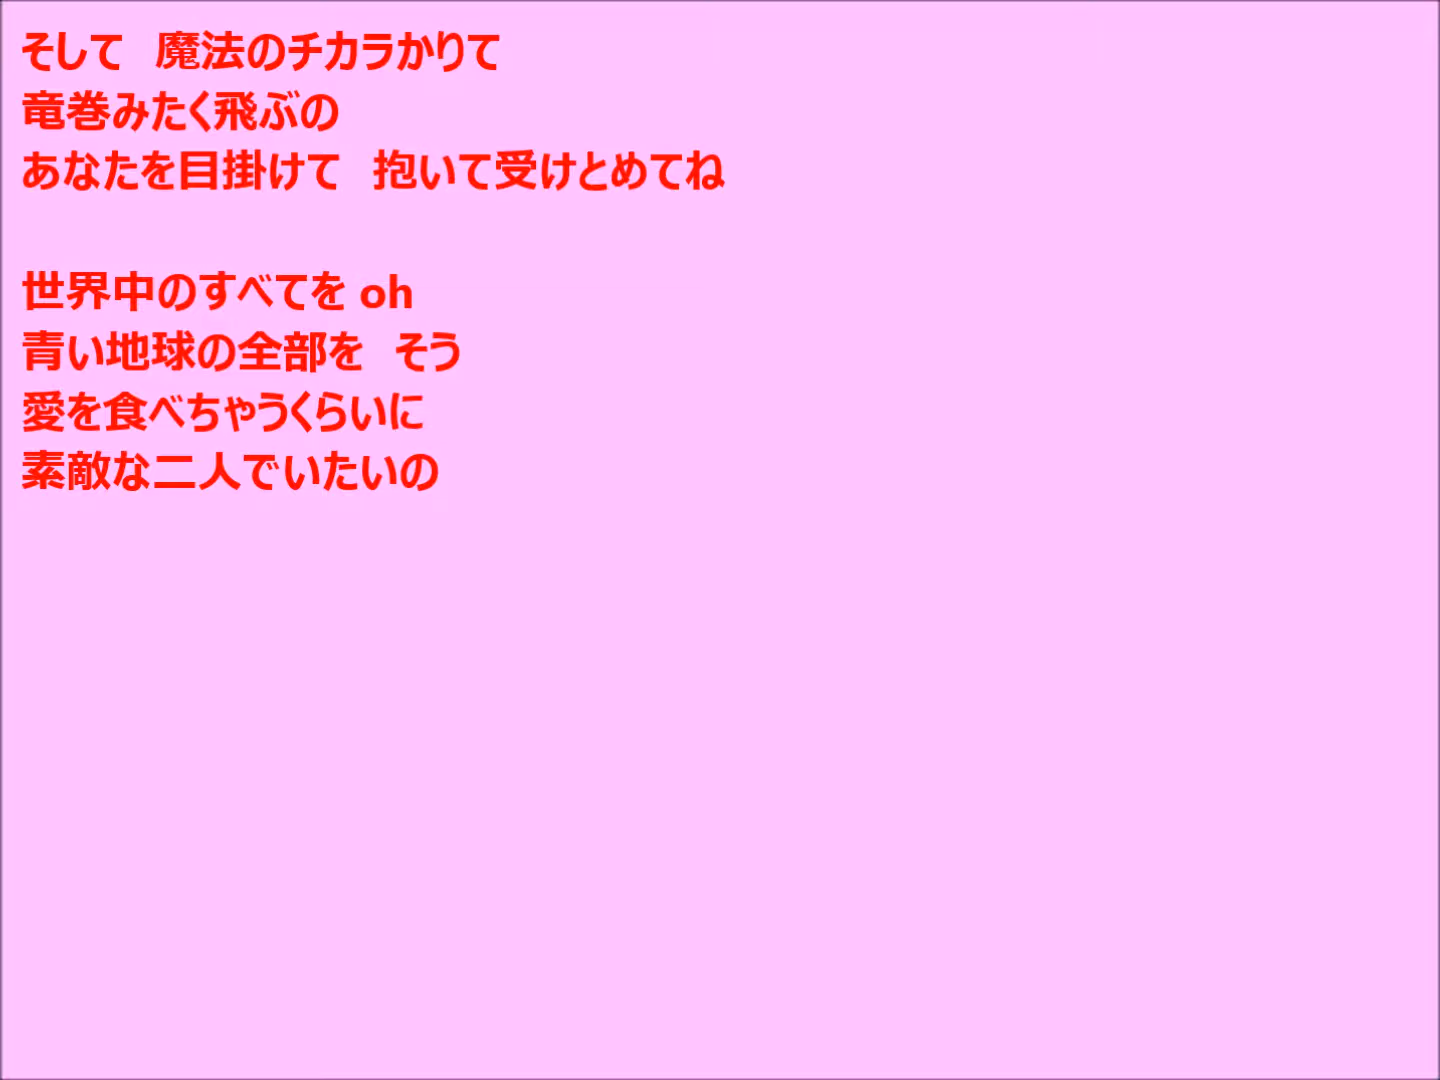 そして　魔法のチカラかりて
竜巻みたく飛ぶの
あなたを目掛けて　抱いて受けとめてね
世界中のすべてを oh
青い地球の全部を　そう
愛を食べちゃうくらいに
素敵な二人でいたいの